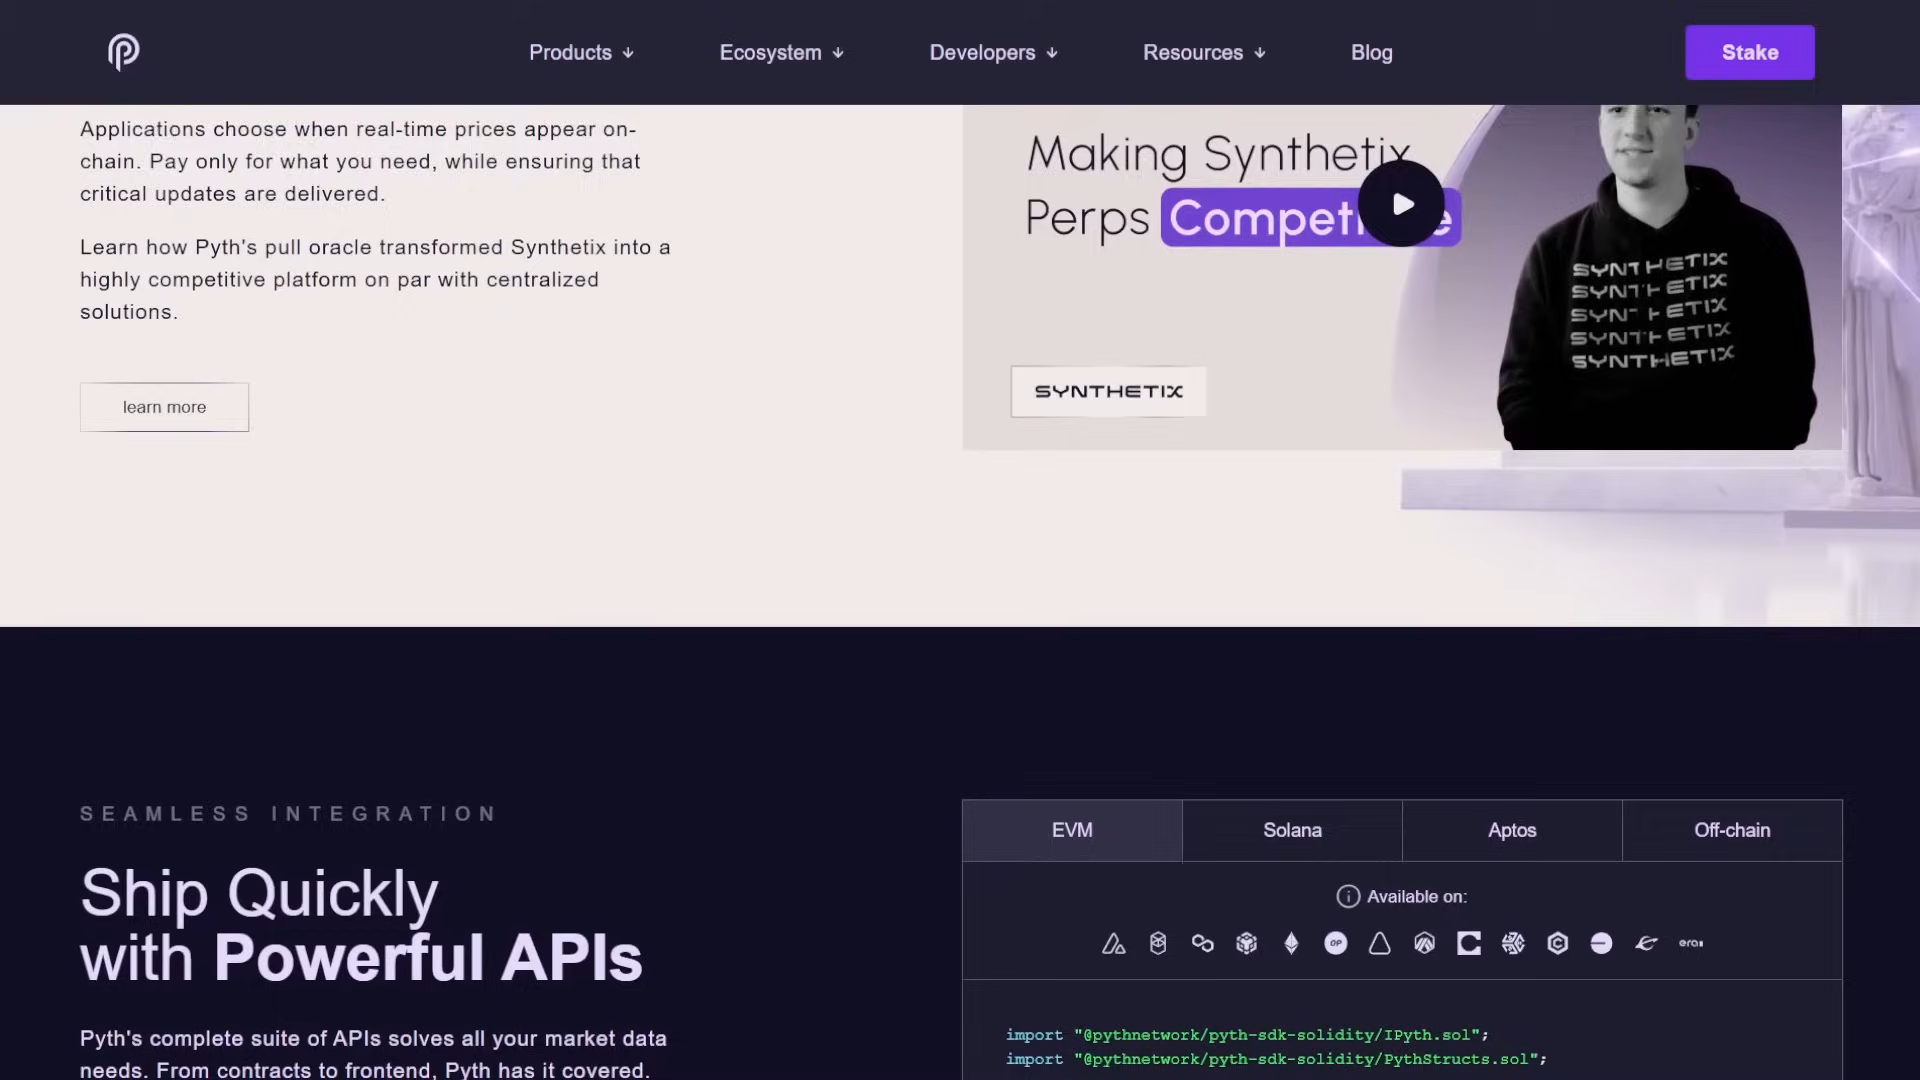 Products
Ecosystem
Developers
Resources
Blog
Stake
Applications choose when real-time prices appear on-
chain. Pay only for what you need, while ensuring that
critical updates are delivered.
Learn how Pyth's pull oracle transformed Synthetix into a
highly competitive platform on par with centralized
solutions.
learn more
Making Synthetix
Perps
SYNTHETIX
SYNTHETIX
SYNTHETIX
SYNTHETIX
SYNTHETIX
SYNTHETIX
SEAMLESS INTEGRATION
Ship Quickly
with Powerful APIs
Pyth's complete suite of APIs solves all your market data
needs. From contracts to frontend, Pyth has it covered.
EVM
Solana
Aptos
Off-chain
Available on:
OP
era
import "@pythnetwork/pyth-sdk-solidity/IPyth.sol";
import "@pythnetwork/pyth-sdk-solidity/PythStructs.sol";